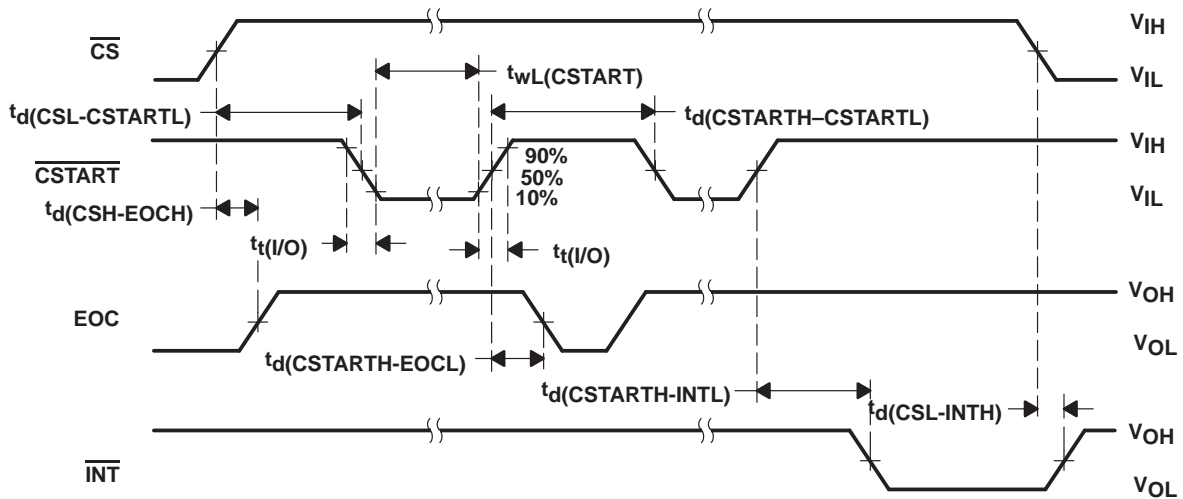 CS
VIH
VIL
twL(CSTART)
td(CSL-CSTARTL)
td(CSTARTH–CSTARTL)
VIH
CSTART
90%
50%
10%
VIL
td(CSH-EOCH)
tt(I/O)
tt(I/O)
EOC
VOH
VOL
td(CSTARTH-EOCL)
td(CSTARTH-INTL)
td(CSL-INTH)
VOH
INT
VOL